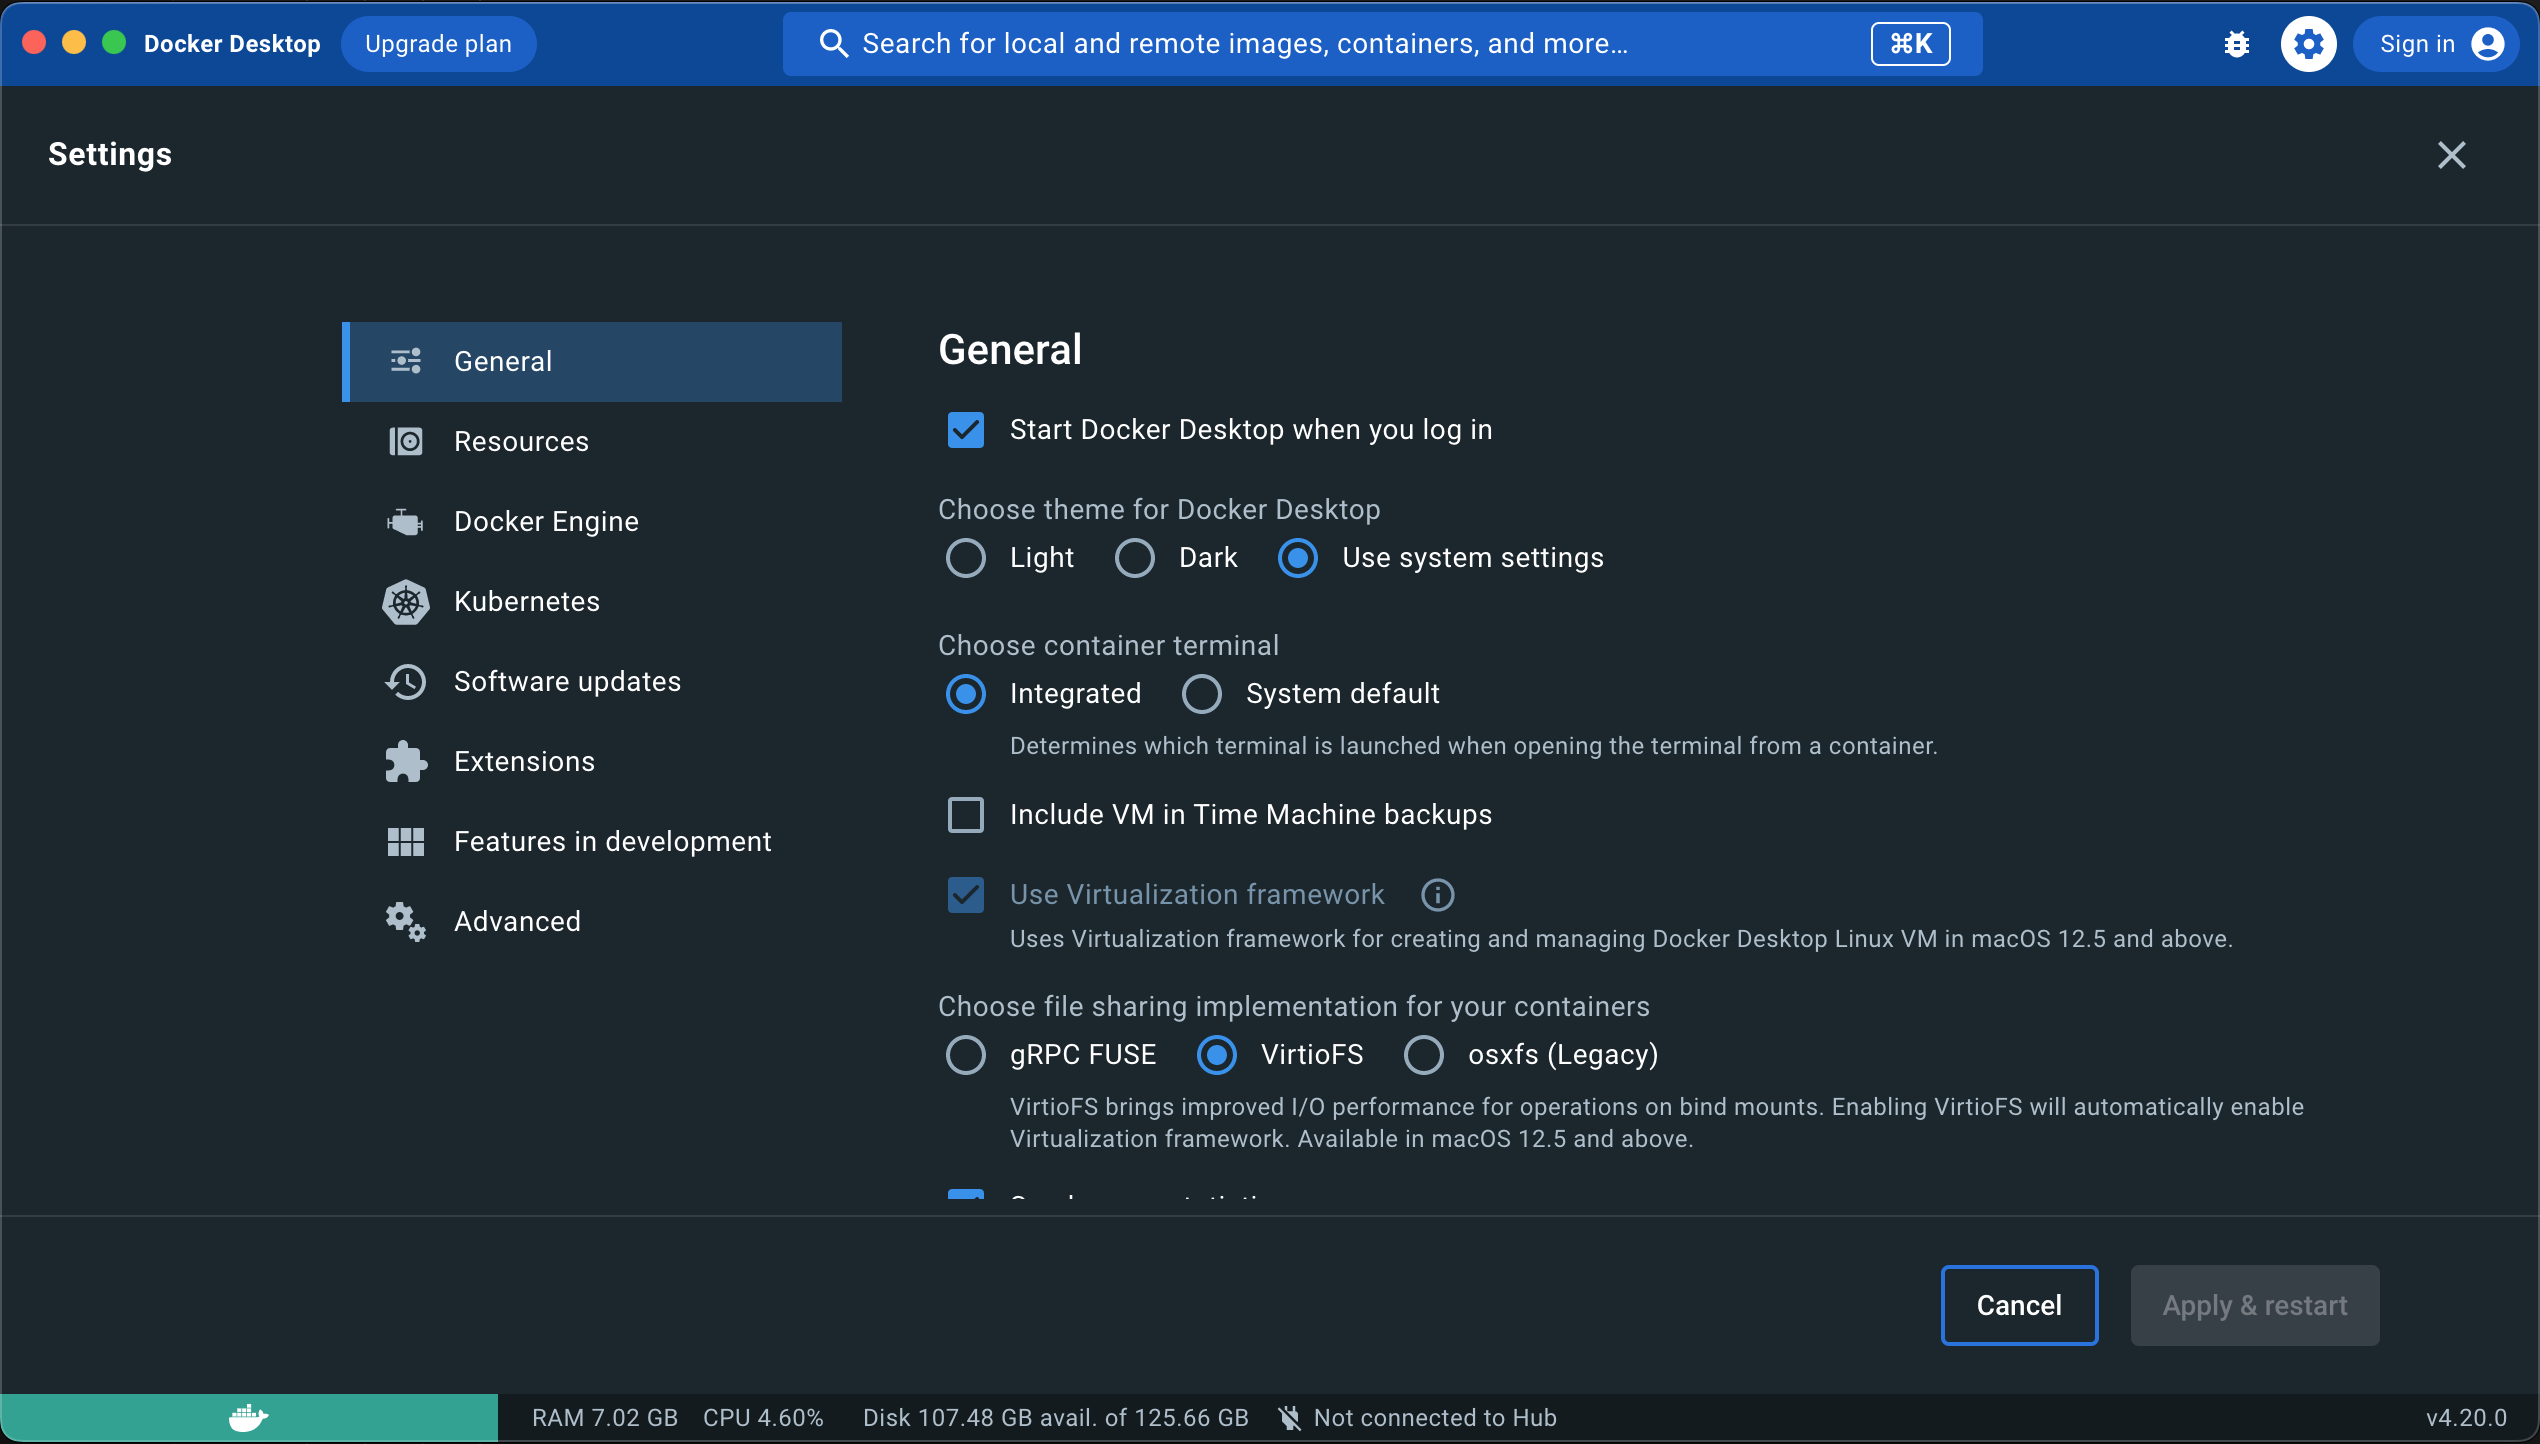 Docker Desktop Upgrade plan Search for local and remote images, containers, and more... ⌘K Sign in
Settings
General
Resources
Docker Engine
Kubernetes
Software updates
Extensions
Features in development
Advanced
General
Start Docker Desktop when you log in
Choose theme for Docker Desktop
Light Dark Use system settings
Choose container terminal
Integrated System default
Determines which terminal is launched when opening the terminal from a container.
Include VM in Time Machine backups
Use Virtualization framework
Uses Virtualization framework for creating and managing Docker Desktop Linux VM in macOS 12.5 and above.
Choose file sharing implementation for your containers
gRPC FUSE VirtioFS osxfs (Legacy)
VirtioFS brings improved I/O performance for operations on bind mounts. Enabling VirtioFS will automatically enable
Virtualization framework. Available in macOS 12.5 and above.
Cancel Apply & restart
RAM 7.02 GB CPU 4.60% Disk 107.48 GB avail. of 125.66 GB Not connected to Hub v4.20.0